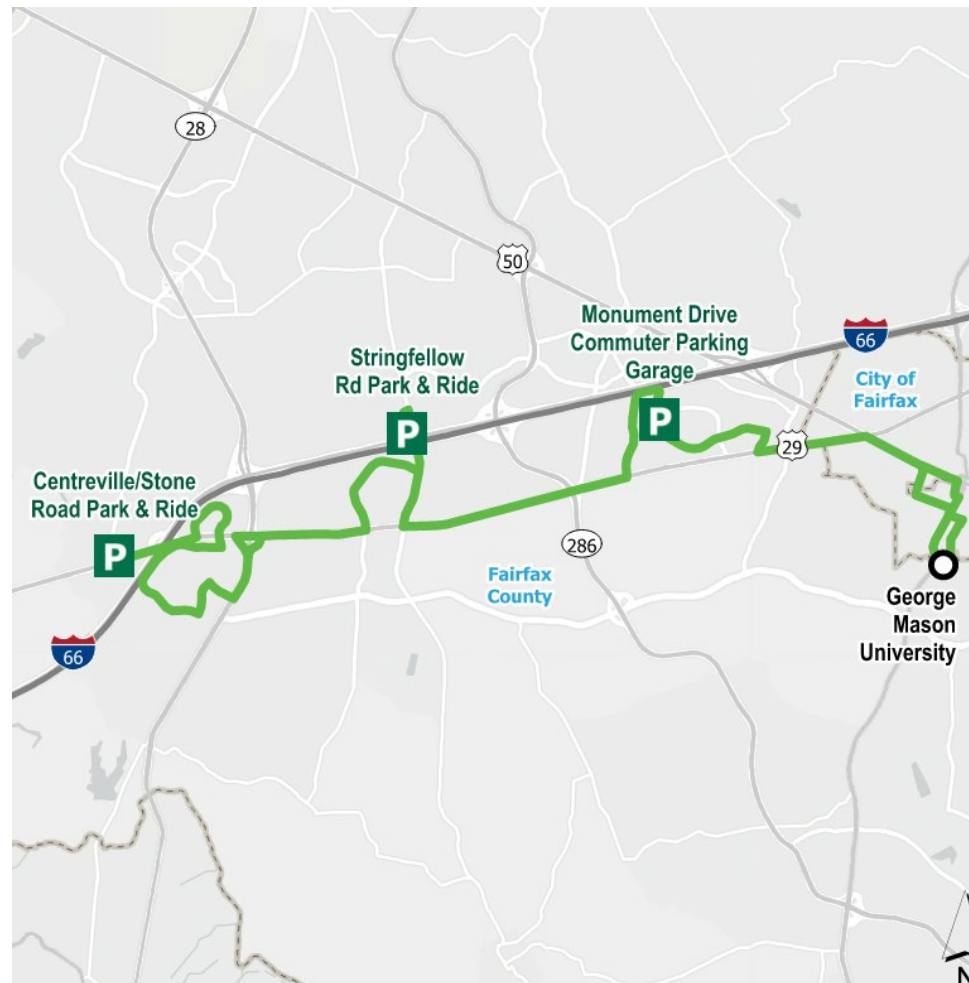 28
50
Monument Drive
Commuter Parking
Garage
66
Stringfellow
Rd Park & Ride
City of
Fairfax
P
P
29
Centreville/Stone
Road Park & Ride
P
286
Fairfax
County
George
Mason
University
66
N